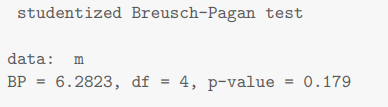 studentized Breusch-Pagan test
data: m
BP = 6.2823, df = 4, p-value = 0.179